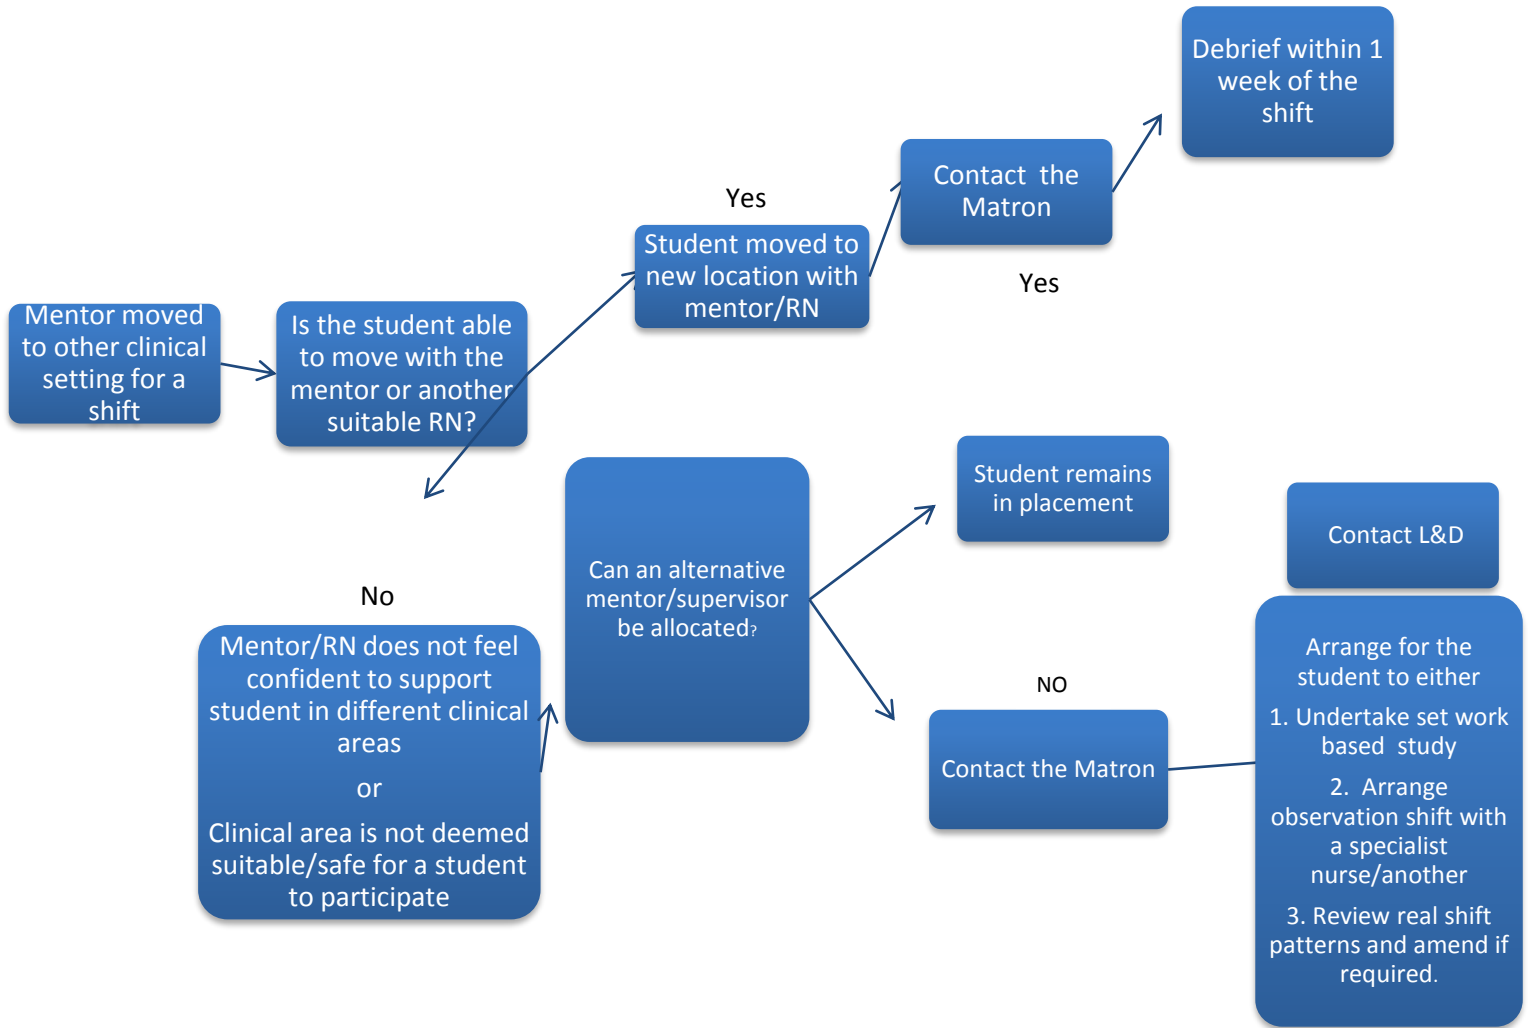 Mentor moved
to other clinical
setting for a
shift
Is the student able
to move with the
mentor or another
suitable RN?
Yes
Student moved to
new location with
mentor/RN
Contact the
Matron
Yes
Debrief within 1
week of the
shift
No
Mentor/RN does not feel
confident to support
student in different clinical
areas
or
Clinical area is not deemed
suitable/safe for a student
to participate
Can an alternative
mentor/supervisor
be allocated?
Student remains
in placement
NO
Contact the Matron
Contact L&D
Arrange for the
student to either
1. Undertake set work
based study
2. Arrange
observation shift with
a specialist
nurse/another
3. Review real shift
patterns and amend if
required.